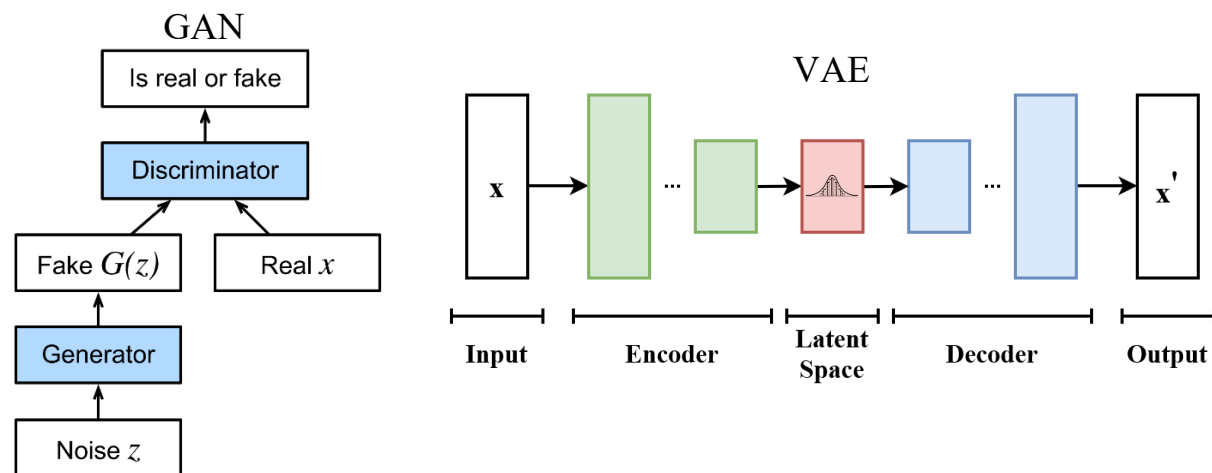 GAN
Is real or fake
Discriminator
Fake G(z)
Real x
Generator
Noise z
VAE
x
...
...
x'
Input
Encoder
Latent
Space
Decoder
Output